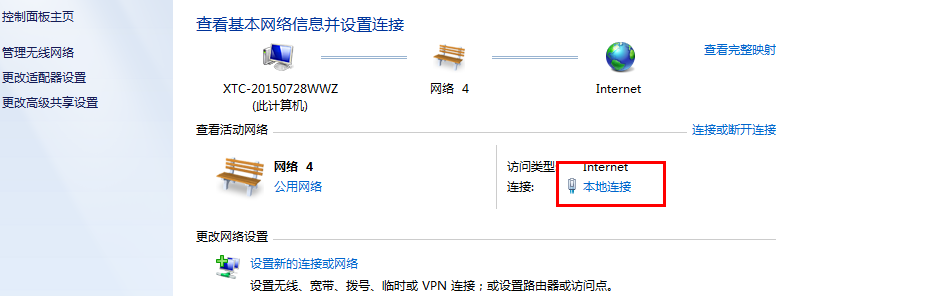 控制面板主页
管理无线网络
更改适配器设置
更改高级共享设置
查看基本网络信息并设置连接
查看完整映射
XTC-20150728WWZ
(此计算机)
网络 4
Internet
查看活动网络
连接或断开连接
网络 4
公用网络
访问类型
Internet
连接:
本地连接
更改网络设置
设置新的连接或网络
设置无线、宽带、拨号、临时或 VPN 连接；或设置路由器或访问点。